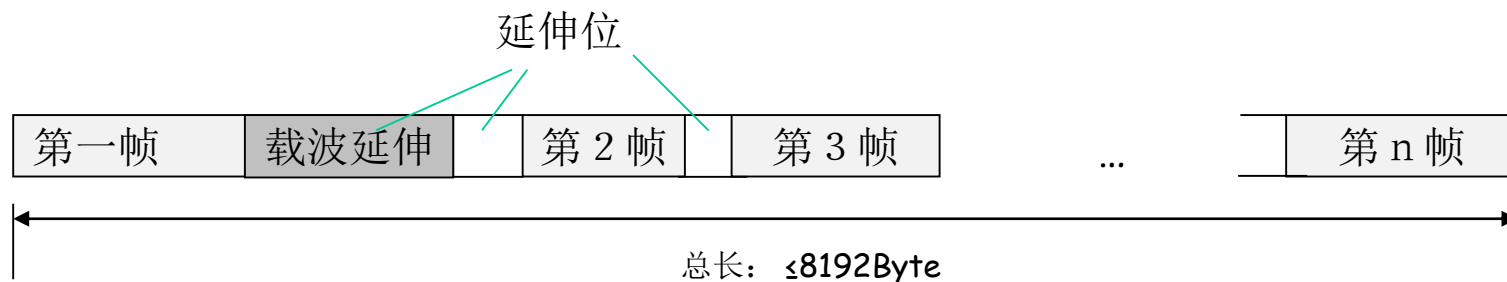 延伸位
第一帧 载波延伸 第 2 帧 第 3 帧 ... 第 n 帧
总长： ≤8192Byte